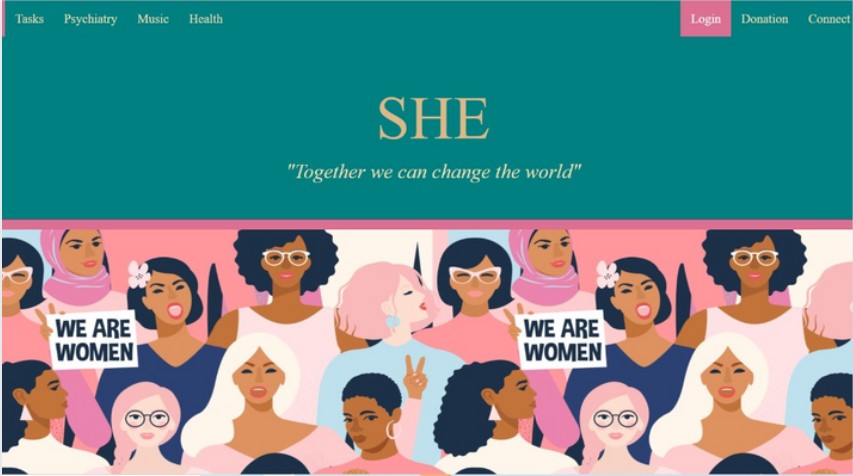 Tasks Psychiatry Music Health Login Donation Connect
SHE
"Together we can change the world"
WE ARE WOMEN
WE ARE WOMEN